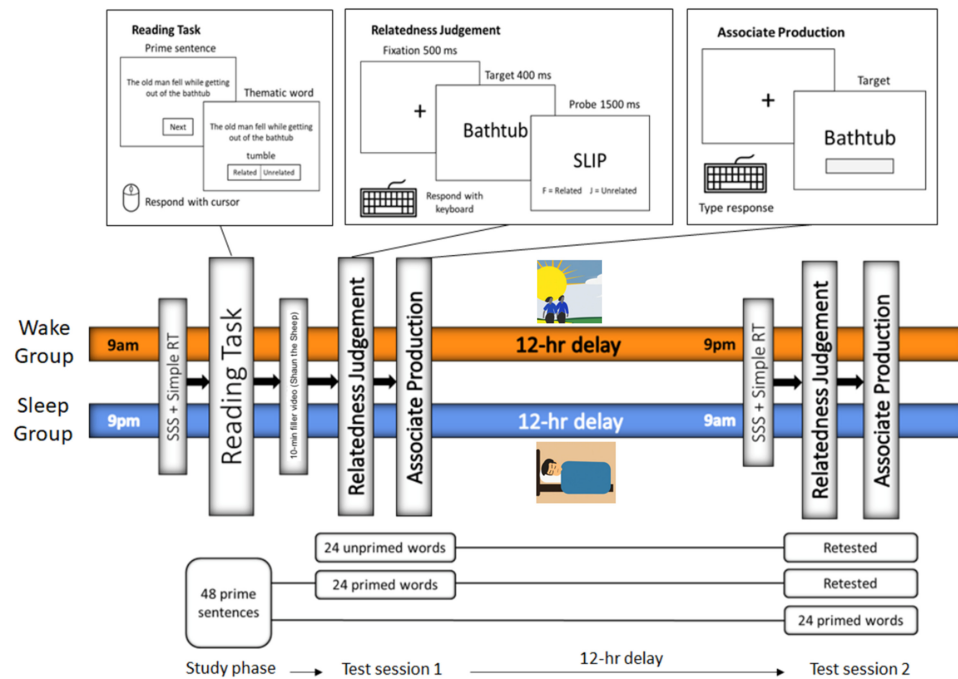 Reading Task
Prime sentence
The old man fell while getting
out of the bathtub
Next
Thematic word
The old man fell while getting
out of the bathtub
tumble
Related Unrelated
Respond with cursor
Relatedness Judgement
Fixation 500 ms
+
Target 400 ms
Bathtub
Probe 1500 ms
SLIP
F = Related J = Unrelated
Respond with
keyboard
Associate Production
+
Target
Bathtub
Type response
Wake
Group
9am
12-hr delay
9pm
Sleep
Group
9pm
12-hr delay
9am
SSS + Simple RT
Reading Task
10-min filler video (Shaun the Sheep)
Relatedness Judgement
Associate Production
SSS + Simple RT
Relatedness Judgement
Associate Production
48 prime
sentences
24 unprimed words
Retested
24 primed words
Retested
24 primed words
Study phase
Test session 1
12-hr delay
Test session 2